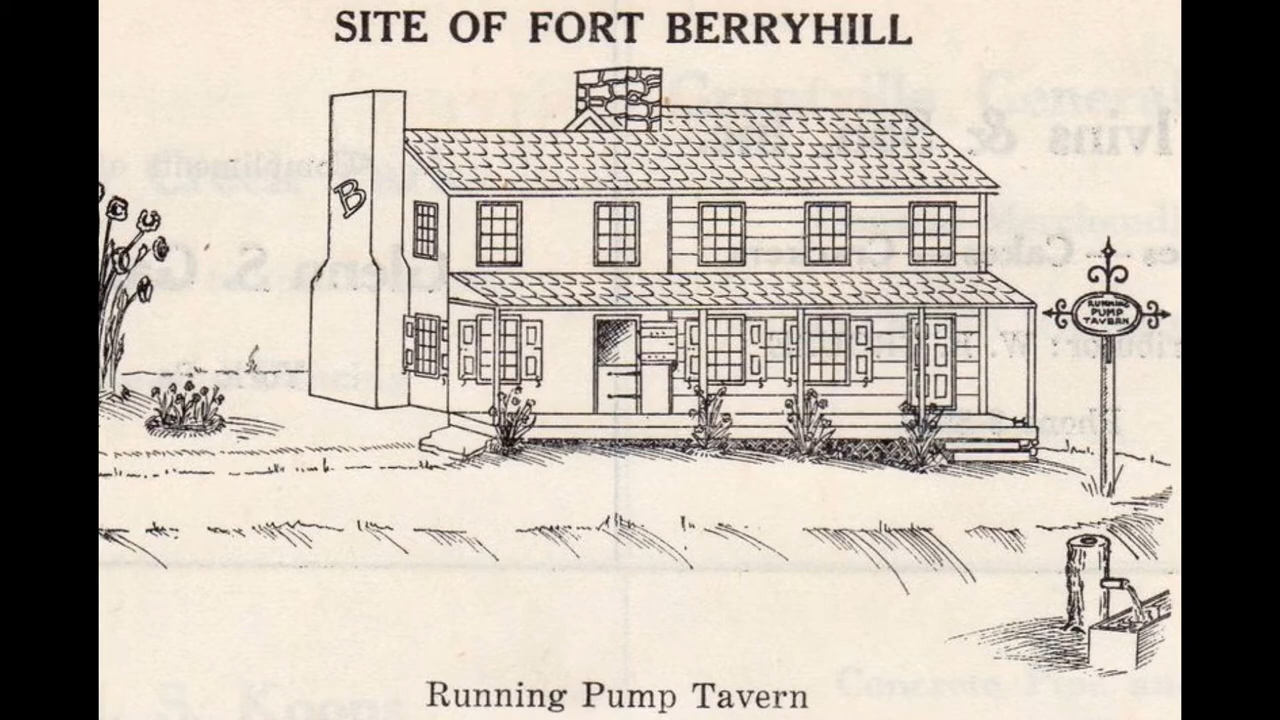 SITE OF FORT BERRYHILL
B
RUNNING
PUMP
TAVERN
Running Pump Tavern